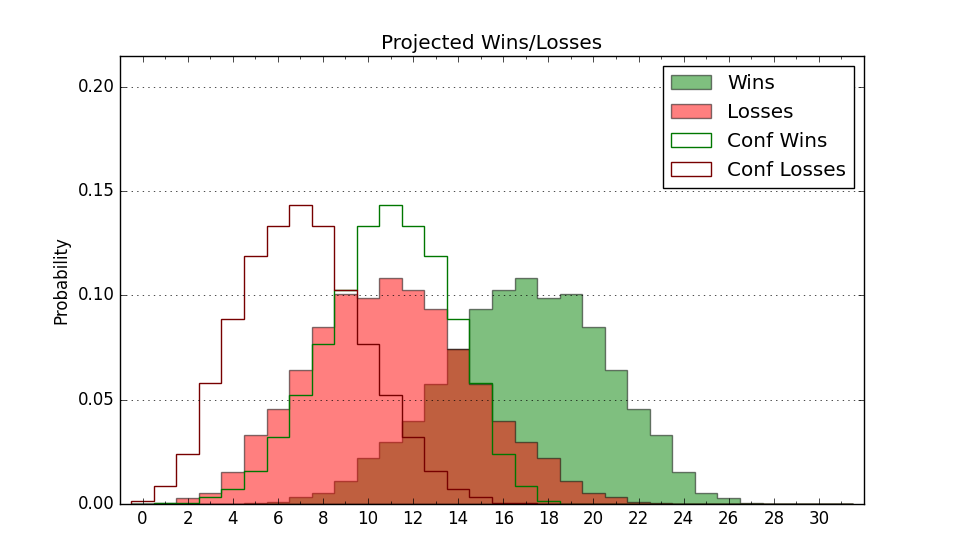 Projected Wins/Losses
Wins
Losses
Conf Wins
Conf Losses
Probability
0.20
0.15
0.10
0.05
0.00
0 2 4 6 8 10 12 14 16 18 20 22 24 26 28 30